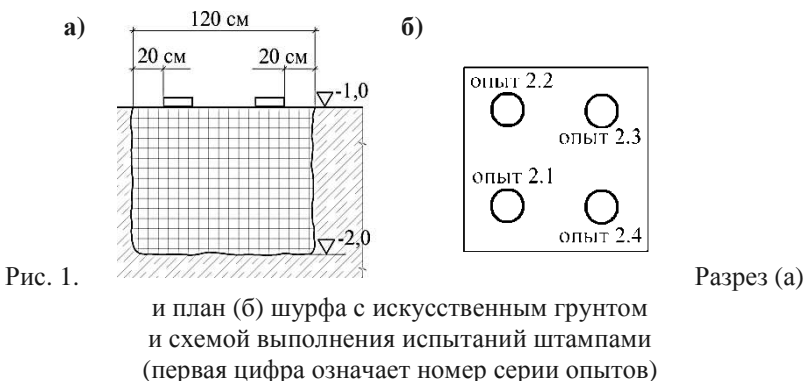 а)
120 см
20 см
20 см
-1,0
-2,0
б)
опыт 2.2
опыт 2.3
опыт 2.1
опыт 2.4
Рис. 1. Разрез (а)
и план (б) шурфа с искусственным грунтом
и схемой выполнения испытаний штампами
(первая цифра означает номер серии опытов)